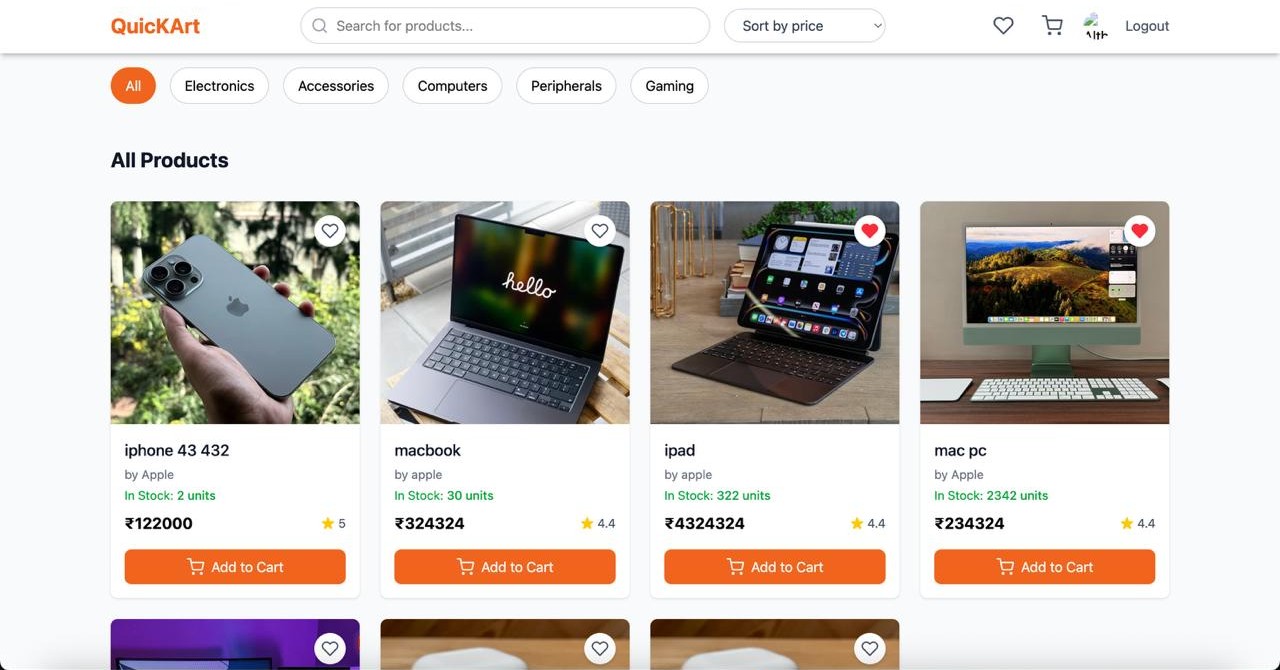 QuicKArt
Search for products...
Sort by price
Logout
All
Electronics
Accessories
Computers
Peripherals
Gaming
All Products
hello
iphone 43 432
by Apple
In Stock: 2 units
₹122000
5
Add to Cart
macbook
by apple
In Stock: 30 units
₹324324
4.4
Add to Cart
ipad
by apple
In Stock: 322 units
₹4324324
4.4
Add to Cart
mac pc
by Apple
In Stock: 2342 units
₹234324
4.4
Add to Cart